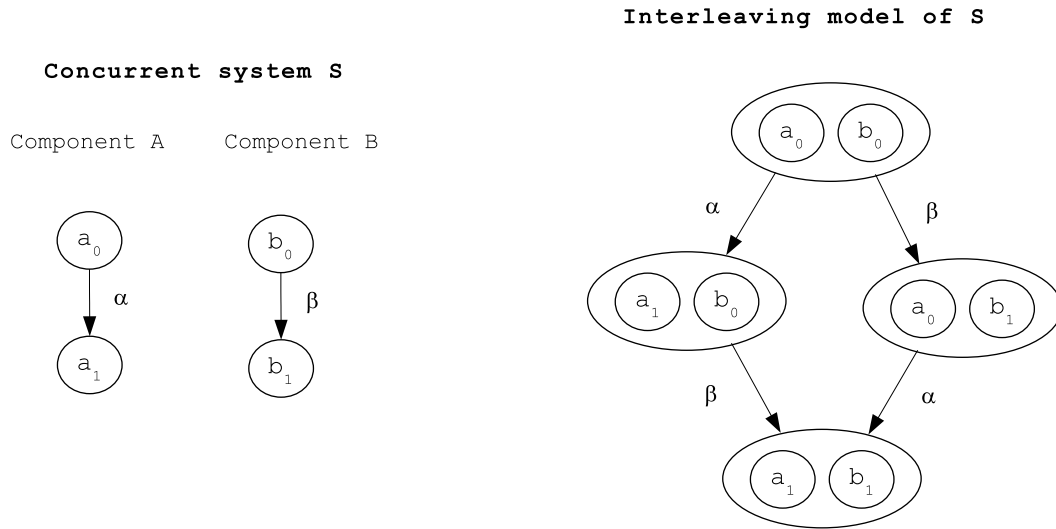 Interleaving model of S
Concurrent system S
Component A Component B
a₀ b₀
α β
a₀ b₀
a₁ b₁
α β
a₁ b₀
a₀ b₁
β α
a₁ b₁